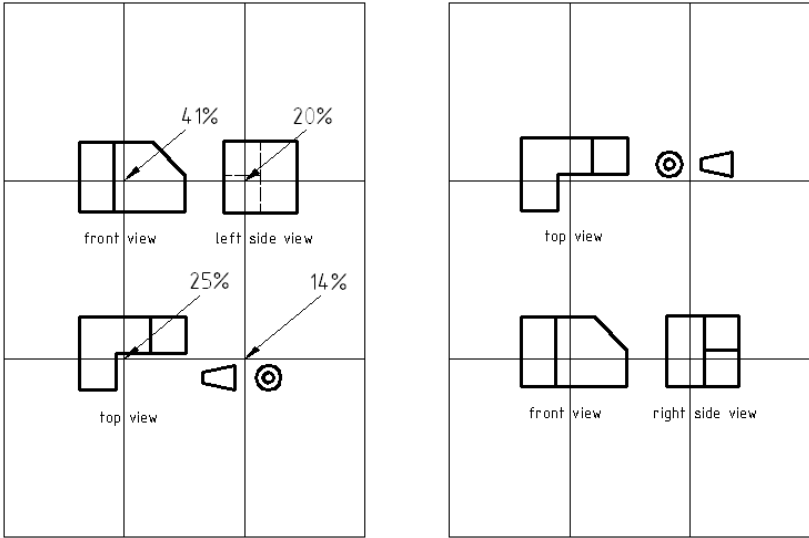 41%
20%
front view
left side view
25%
14%
top view
top view
front view
right side view